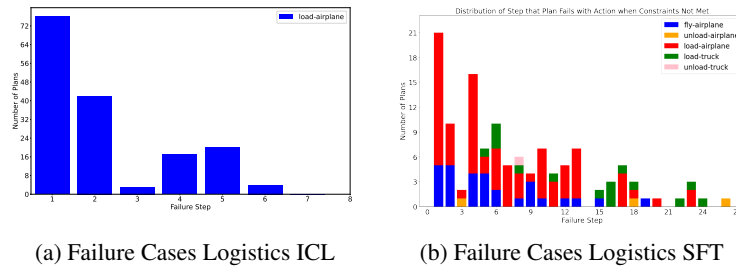 load-airplane
72
64
56
48
40
32
24
16
8
0
Number of Plans
1 2 3 4 5 6 7 8
Failure Step
(a) Failure Cases Logistics ICL
Distribution of Step that Plan Fails with Action when Constraints Not Met
fly-airplane
unload-airplane
load-airplane
load-truck
unload-truck
21
18
15
12
9
6
3
0
Number of Plans
0 3 6 9 12 15 18 21 24
Failure Step
(b) Failure Cases Logistics SFT